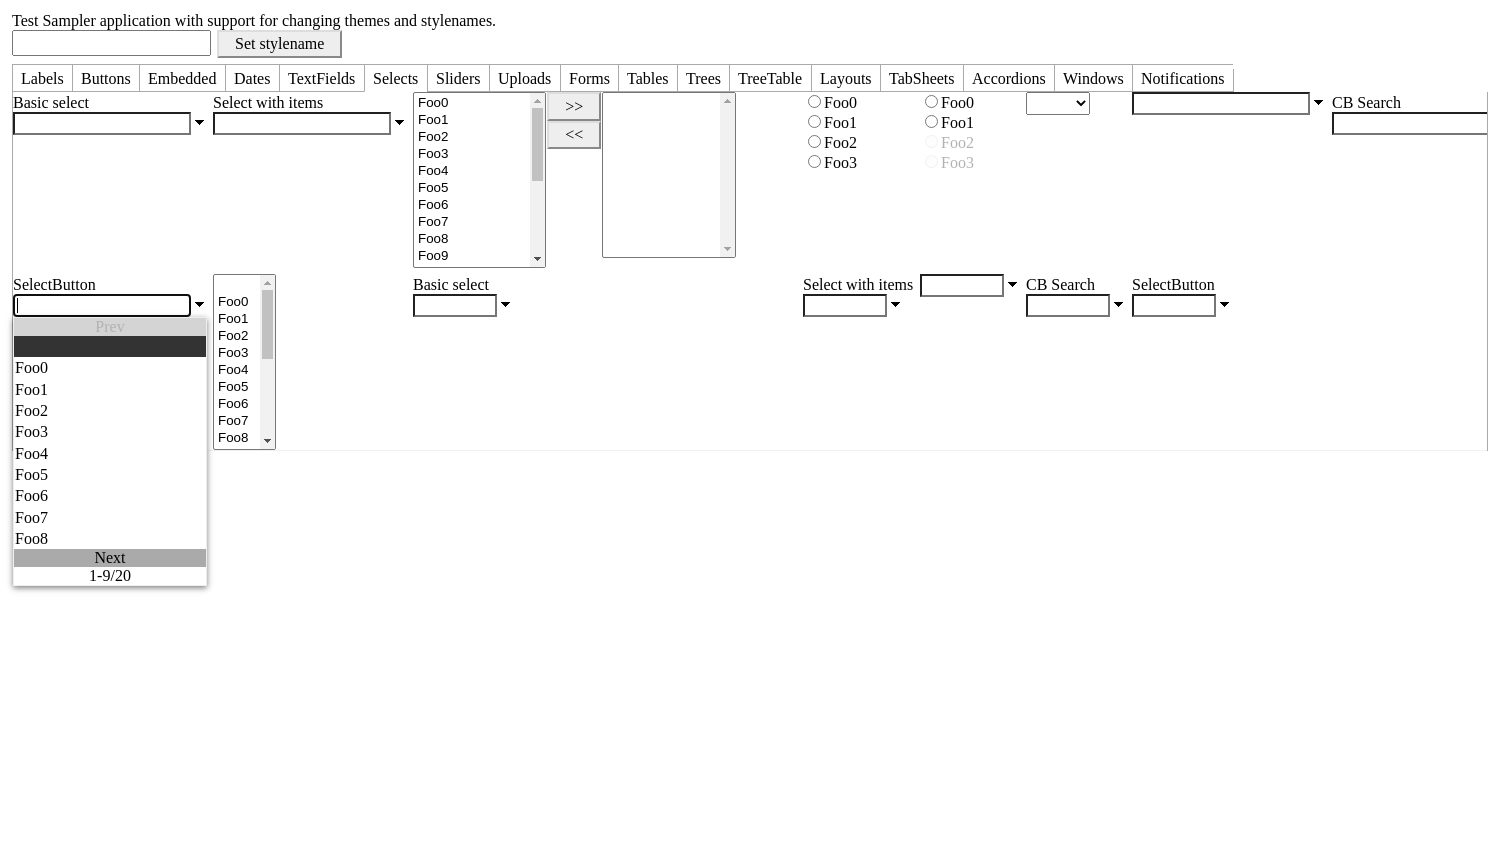 Test Sampler application with support for changing themes and stylenames.
Set stylename
Labels Buttons Embedded Dates TextFields Selects Sliders Uploads Forms Tables Trees TreeTable Layouts TabSheets Accordions Windows Notifications
Basic select
Select with items
Foo0
Foo1
Foo2
Foo3
Foo4
Foo5
Foo6
Foo7
Foo8
Foo9
>>
<<
Foo0
Foo1
Foo2
Foo3
Foo0
Foo1
Foo2
Foo3
CB Search
SelectButton
Prev
Foo0
Foo1
Foo2
Foo3
Foo4
Foo5
Foo6
Foo7
Foo8
Next
1-9/20
Foo0
Foo1
Foo2
Foo3
Foo4
Foo5
Foo6
Foo7
Foo8
Basic select
Select with items
CB Search
SelectButton